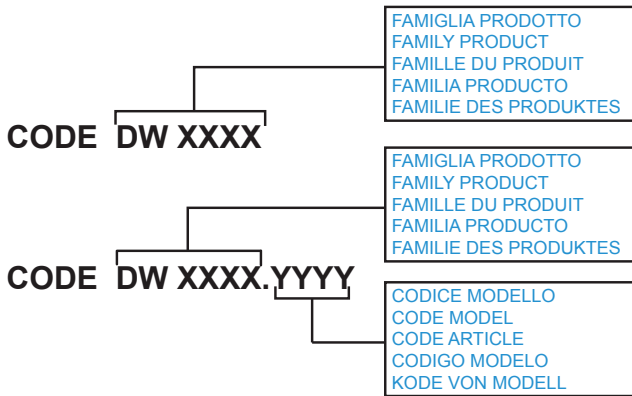 FAMIGLIA PRODOTTO
FAMILY PRODUCT
FAMILLE DU PRODUIT
FAMILIA PRODUCTO
FAMILIE DES PRODUKTES
CODE DW XXXX
FAMIGLIA PRODOTTO
FAMILY PRODUCT
FAMILLE DU PRODUIT
FAMILIA PRODUCTO
FAMILIE DES PRODUKTES
CODE DW XXXX.YYYY
CODICE MODELLO
CODE MODEL
CODE ARTICLE
CODIGO MODELO
KODE VON MODELL